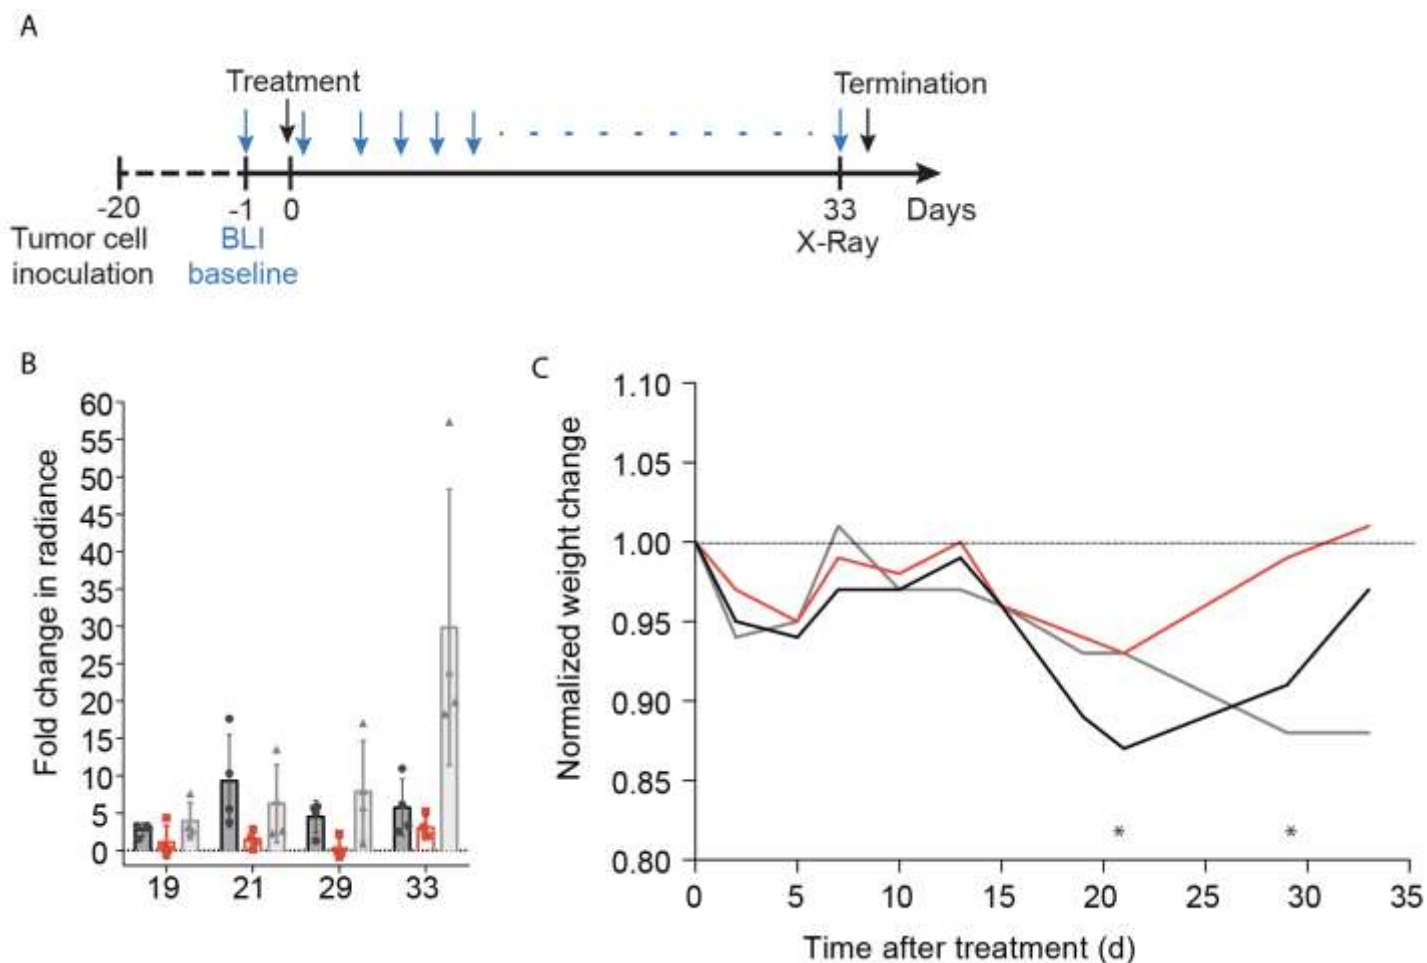 A
Treatment
Termination
-20
-1
0
33
Days
Tumor cell
inoculation
BLI
baseline
X-Ray
B
Fold change in radiance
60
55
50
45
40
35
30
25
20
15
10
5
0
19
21
29
33
C
Normalized weight change
1.10
1.05
1.00
0.95
0.90
0.85
0.80
*
*
0
5
10
15
20
25
30
35
Time after treatment (d)